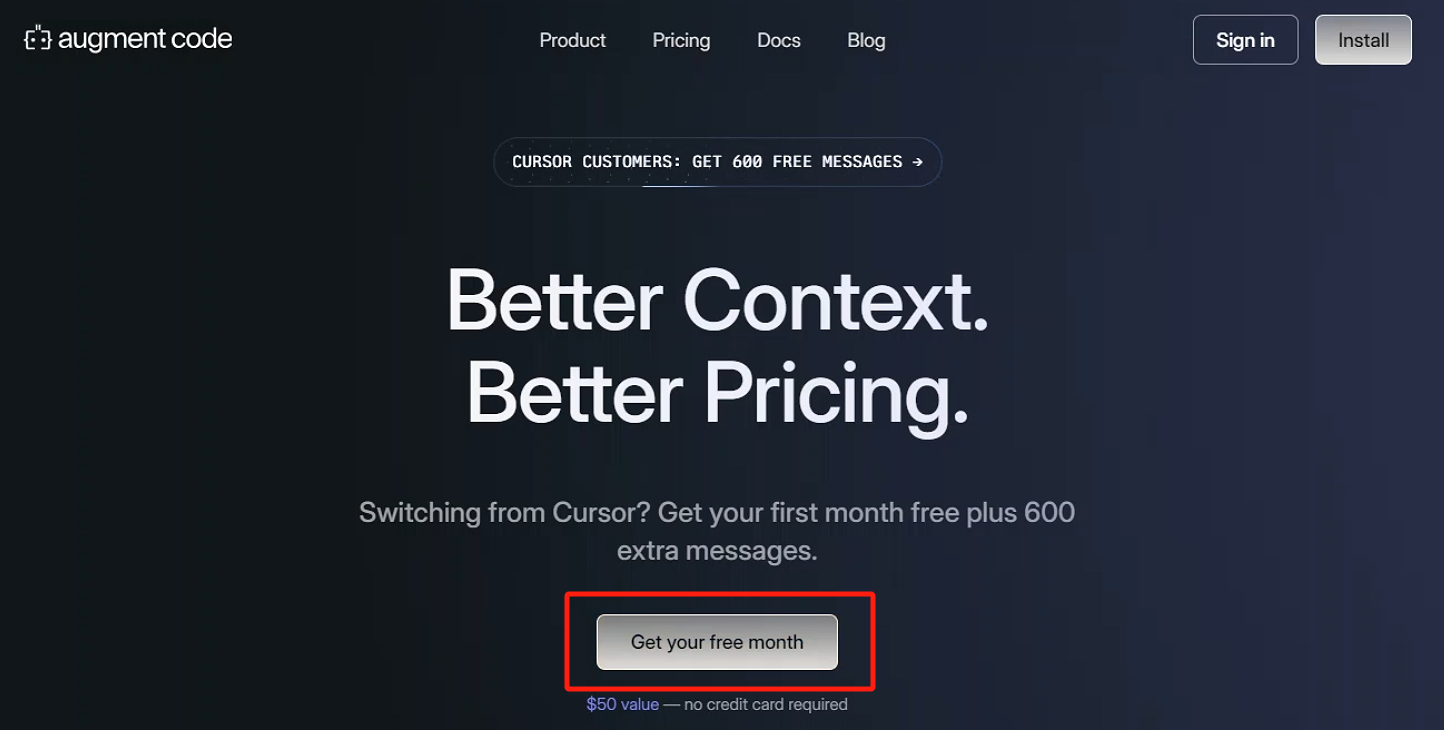 augment code
Product
Pricing
Docs
Blog
Sign in
Install
CURSOR CUSTOMERS: GET 600 FREE MESSAGES →
Better Context.
Better Pricing.
Switching from Cursor? Get your first month free plus 600
extra messages.
Get your free month
$50 value — no credit card required